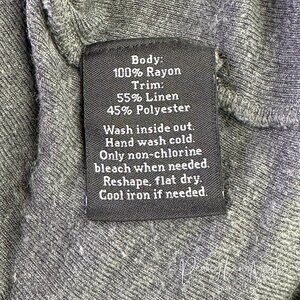 Body:
100% Rayon
Trim:
55% Linen
45% Polyester
Wash inside out.
Hand wash cold.
Only non-chlorine
bleach when needed.
Reshape, flat dry.
Cool iron if needed.